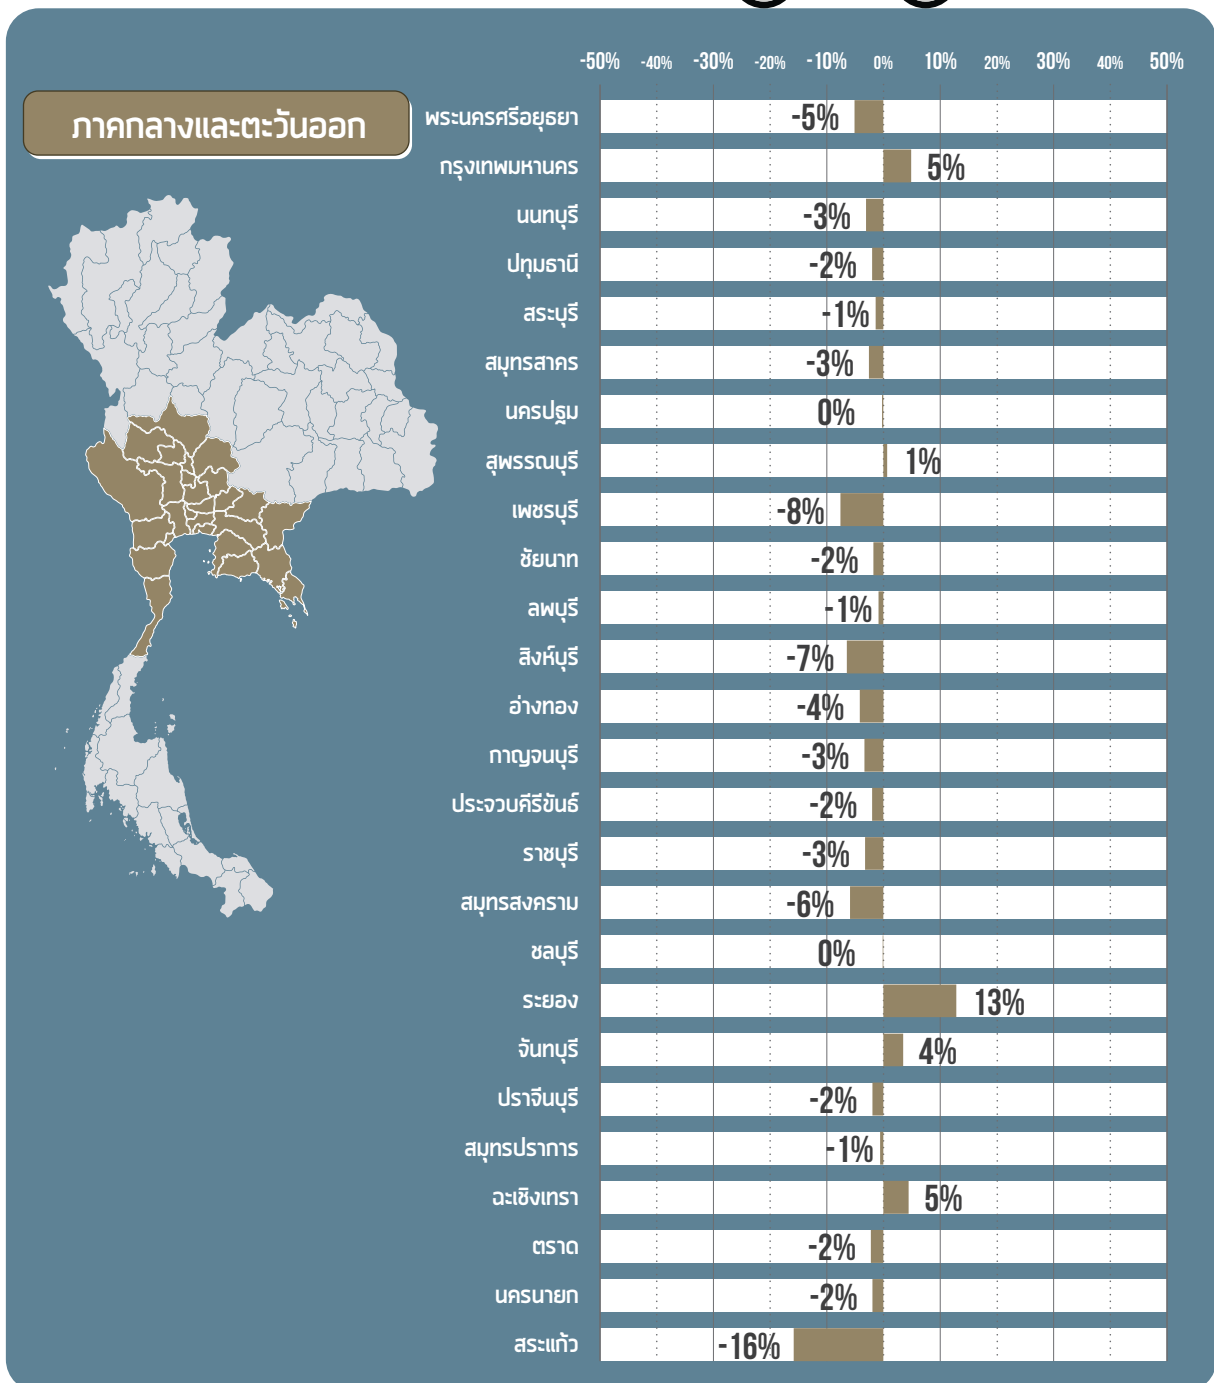 -50% -40% -30% -20% -10% 0% 10% 20% 30% 40% 50%
ภาคกลางและตะวันออก
พระนครศรีอยุธยา -5%
กรุงเทพมหานคร 5%
นนทบุรี -3%
ปทุมธานี -2%
สระบุรี -1%
สมุทรสาคร -3%
นครปฐม 0%
สุพรรณบุรี 1%
เพชรบุรี -8%
ชัยนาท -2%
ลพบุรี -1%
สิงห์บุรี -7%
อ่างทอง -4%
กาญจนบุรี -3%
ประจวบคีรีขันธ์ -2%
ราชบุรี -3%
สมุทรสงคราม -6%
ชลบุรี 0%
ระยอง 13%
จันทบุรี 4%
ปราจีนบุรี -2%
สมุทรปราการ -1%
ฉะเชิงเทรา 5%
ตราด -2%
นครนายก -2%
สระแก้ว -16%